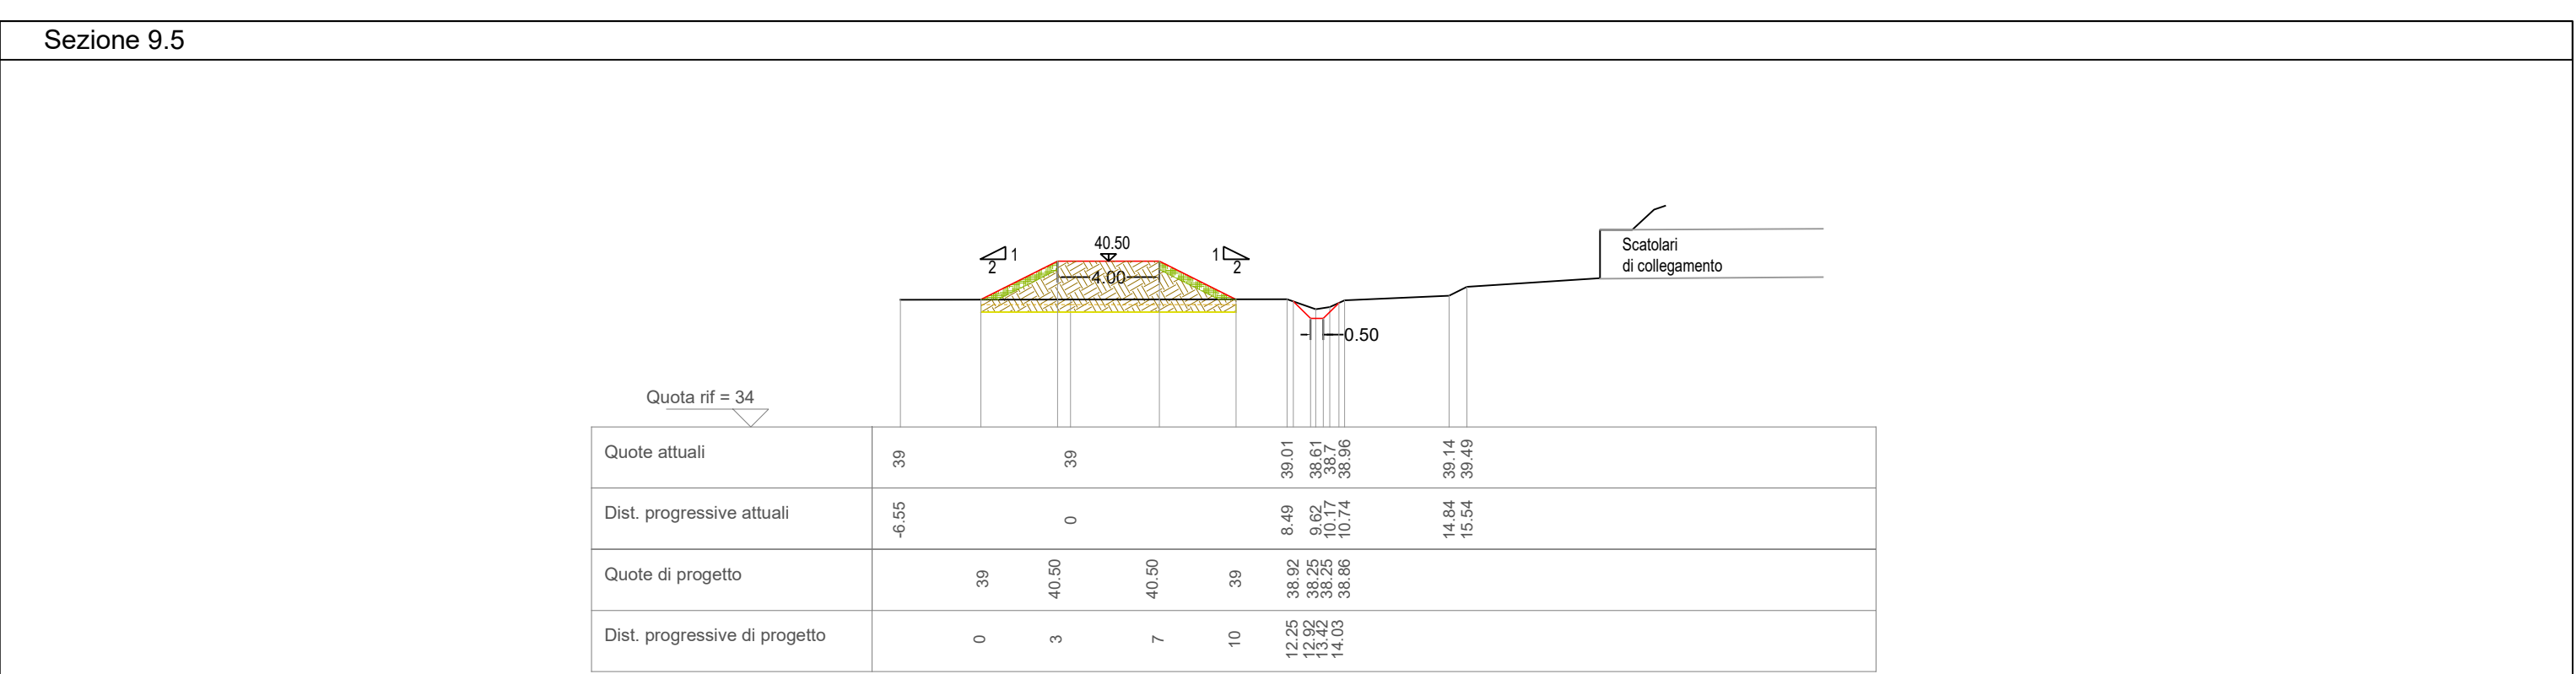 Sezione 9.5
40.50
1
2
1
2
4.00
Scatolari
di collegamento
0.50
Quota rif = 34
Quote attuali 39 39 39.01 38.61 38.7 38.96 39.14 39.49
Dist. progressive attuali -6.55 0 8.49 9.62 10.17 10.74 14.84 15.54
Quote di progetto 39 40.50 40.50 39 38.92 38.25 38.25 38.86
Dist. progressive di progetto 0 3 7 10 12.25 12.92 13.42 14.03